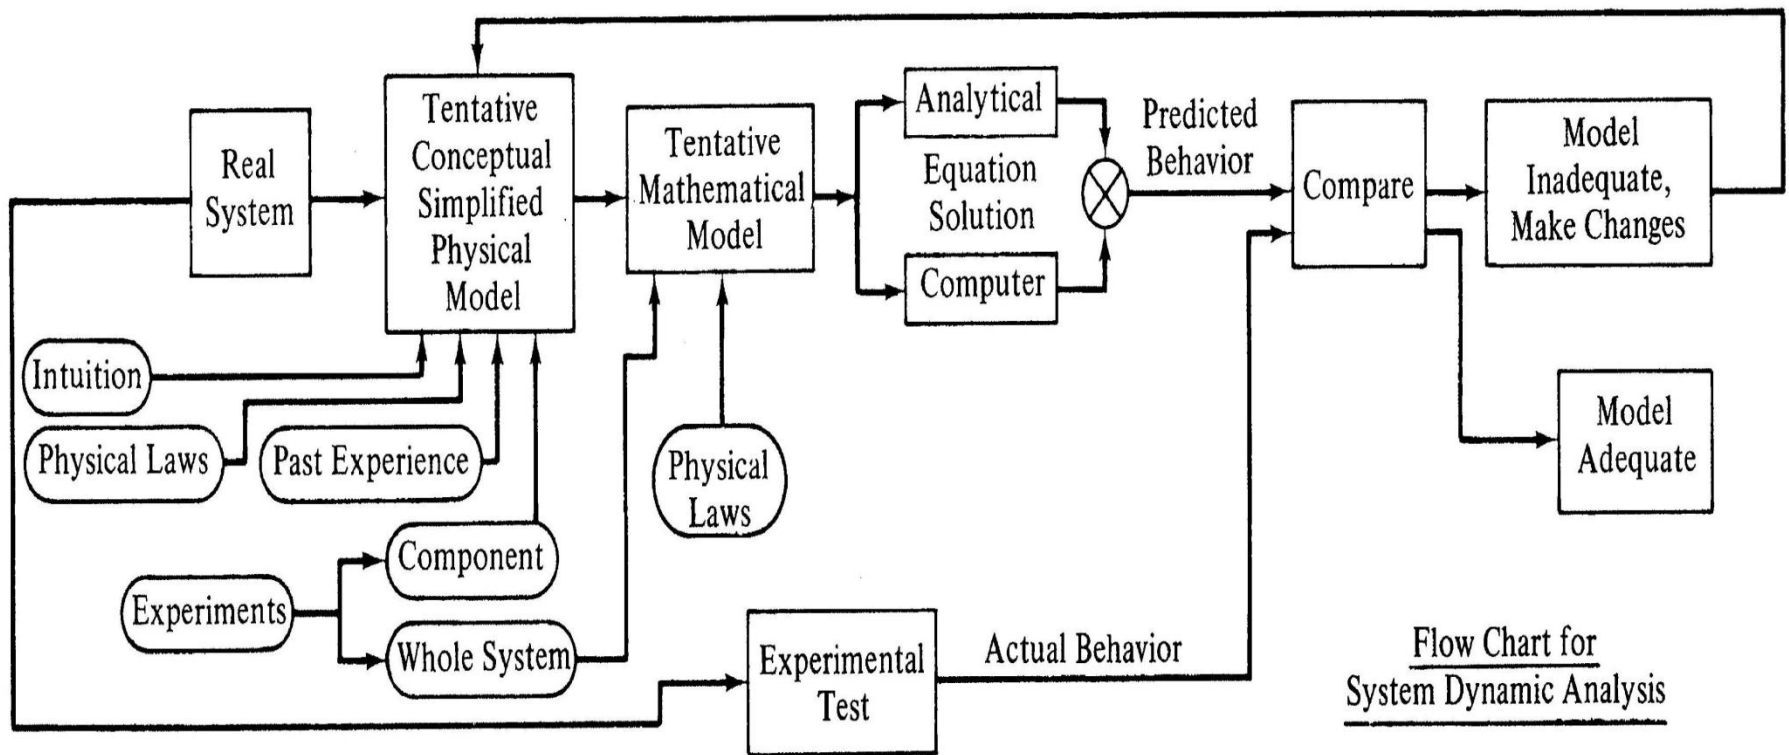 Real
System
Tentative
Conceptual
Simplified
Physical
Model
Tentative
Mathematical
Model
Analytical
Equation
Solution
Computer
Predicted
Behavior
Compare
Model
Inadequate,
Make Changes
Model
Adequate
Intuition
Physical Laws
Past Experience
Physical
Laws
Component
Experiments
Whole System
Experimental
Test
Actual Behavior
Flow Chart for
System Dynamic Analysis